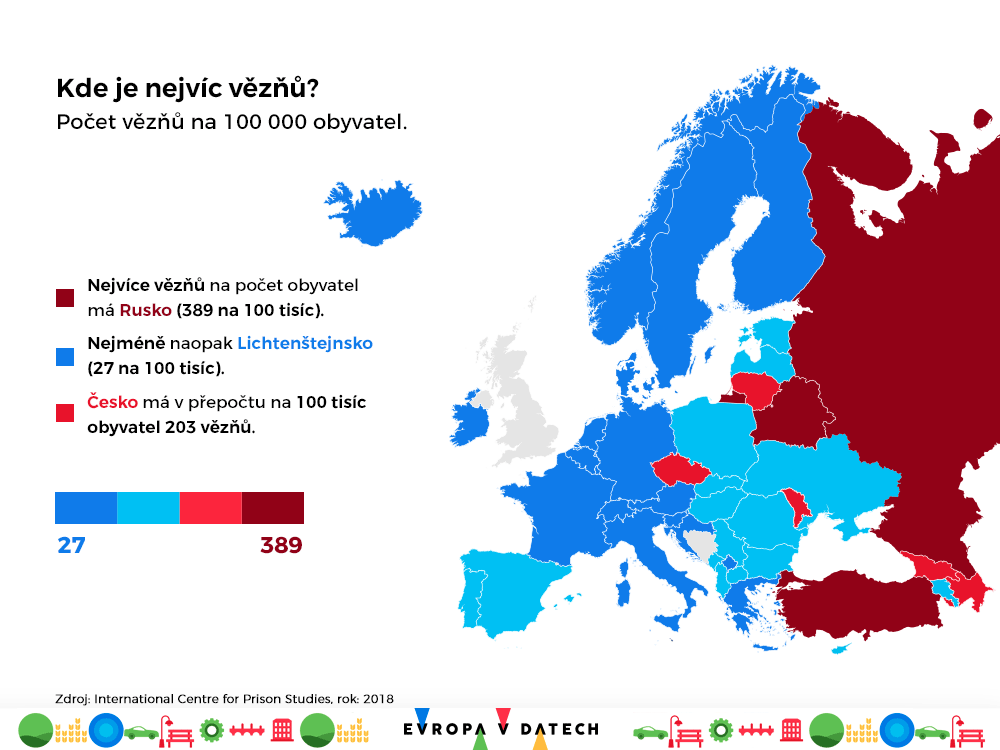 Kde je nejvíc vězňů?
Počet vězňů na 100 000 obyvatel.
Nejvíce vězňů na počet obyvatel
má Rusko (389 na 100 tisíc).
Nejméně naopak Lichtenštejnsko
(27 na 100 tisíc).
Česko má v přepočtu na 100 tisíc
obyvatel 203 vězňů.
27
389
Zdroj: International Centre for Prison Studies, rok: 2018
EVROPA V DATECH